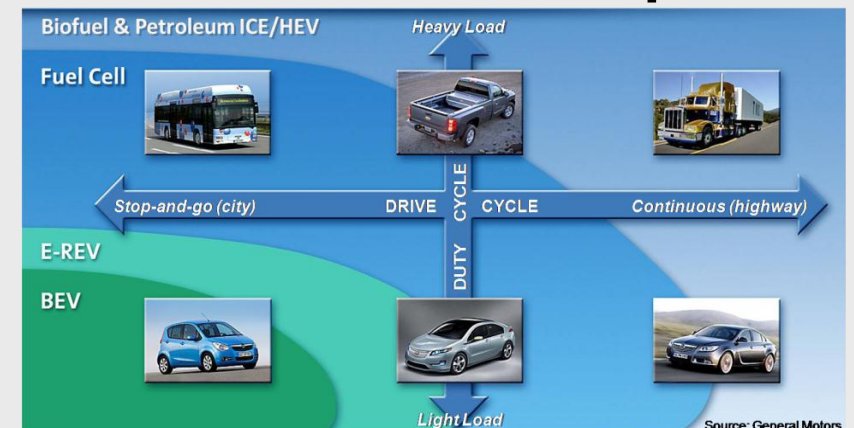 Biofuel & Petroleum ICE/HEV
Heavy Load
Fuel Cell
Stop-and-go (city)
DRIVE CYCLE
Continuous (highway)
DUTY CYCLE
E-REV
BEV
Light Load
Source: General Motors